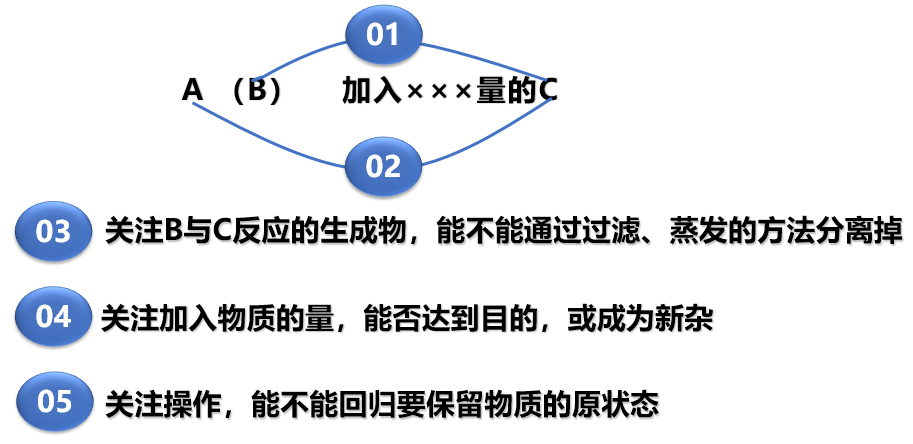 01
A （B） 加入×××量的C
02
03 关注B与C反应的生成物，能不能通过过滤、蒸发的方法分离掉
04 关注加入物质的量，能否达到目的，或成为新杂
05 关注操作，能不能回归要保留物质的原状态